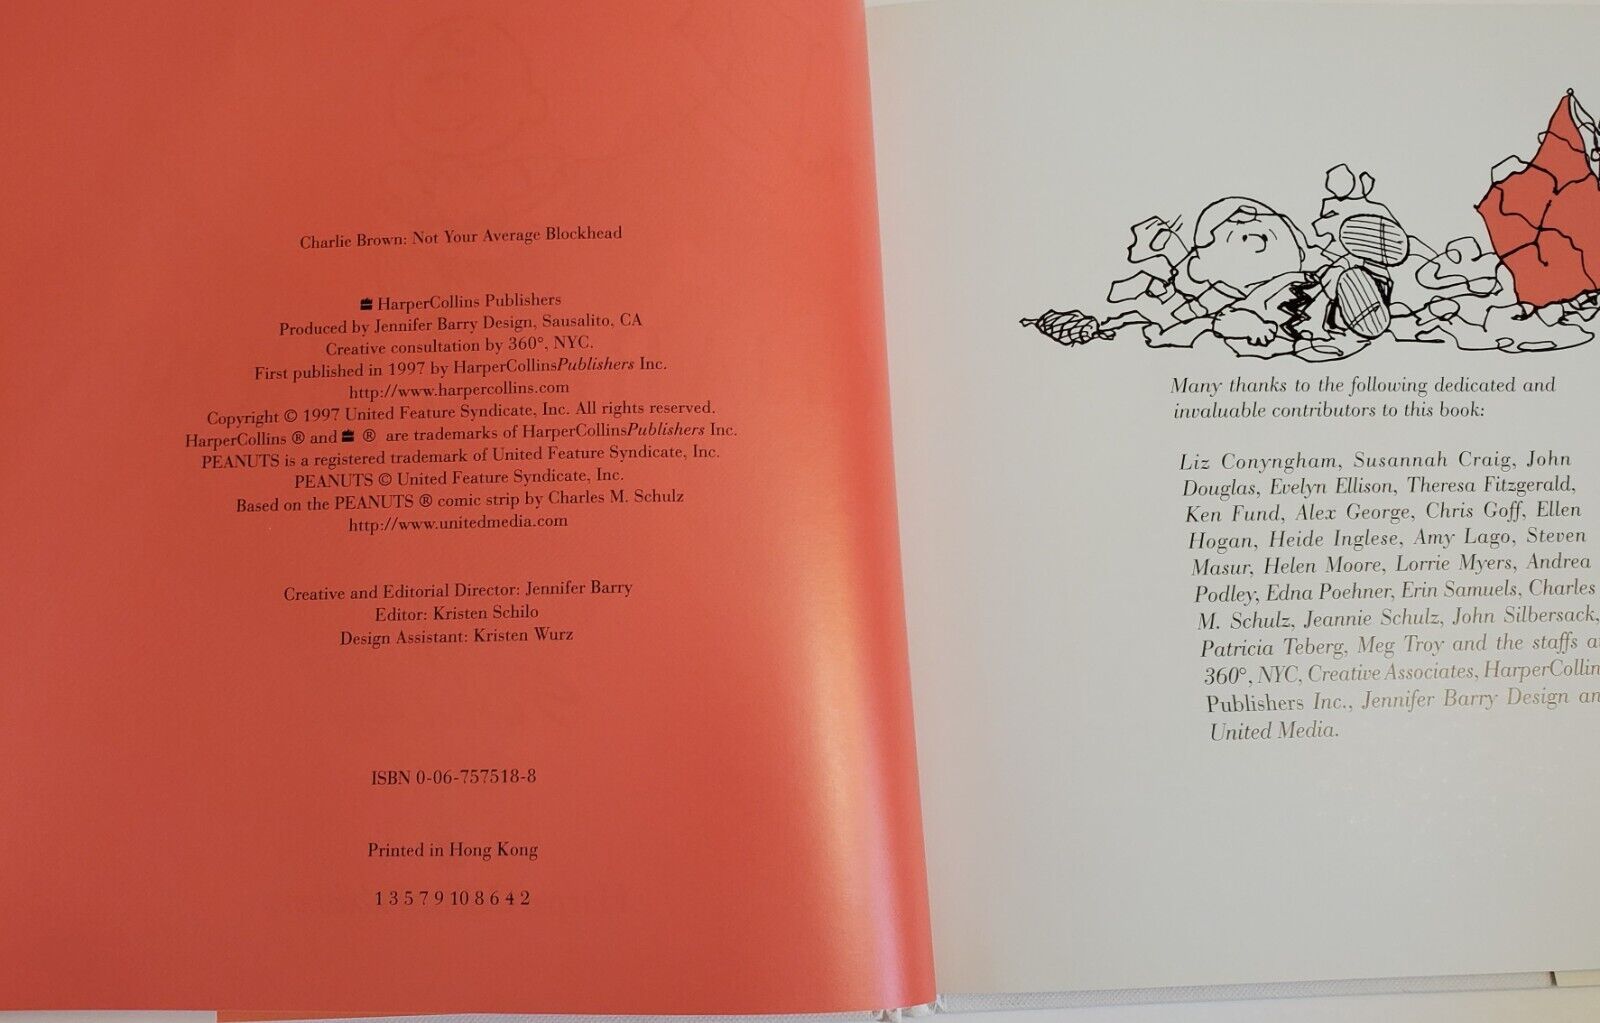 Charlie Brown: Not Your Average Blockhead
HarperCollins Publishers
Produced by Jennifer Barry Design, Sausalito, CA
Creative consultation by 360°, NYC.
First published in 1997 by HarperCollinsPublishers Inc.
http://www.harpercollins.com
Copyright © 1997 United Feature Syndicate, Inc. All rights reserved.
HarperCollins ® and ® are trademarks of HarperCollinsPublishers Inc.
PEANUTS is a registered trademark of United Feature Syndicate, Inc.
PEANUTS © United Feature Syndicate, Inc.
Based on the PEANUTS ® comic strip by Charles M. Schulz
http://www.unitedmedia.com
Creative and Editorial Director: Jennifer Barry
Editor: Kristen Schilo
Design Assistant: Kristen Wurz
ISBN 0-06-757518-8
Printed in Hong Kong
1 3 5 7 9 10 8 6 4 2
Many thanks to the following dedicated and
invaluable contributors to this book:
Liz Conyngham, Susannah Craig, John
Douglas, Evelyn Ellison, Theresa Fitzgerald,
Ken Fund, Alex George, Chris Goff, Ellen
Hogan, Heide Inglese, Amy Lago, Steven
Masur, Helen Moore, Lorrie Myers, Andrea
Podley, Edna Poehner, Erin Samuels, Charles
M. Schulz, Jeannie Schulz, John Silbersack,
Patricia Teberg, Meg Troy and the staffs a
360°, NYC, Creative Associates, HarperCollin
Publishers Inc., Jennifer Barry Design an
United Media.